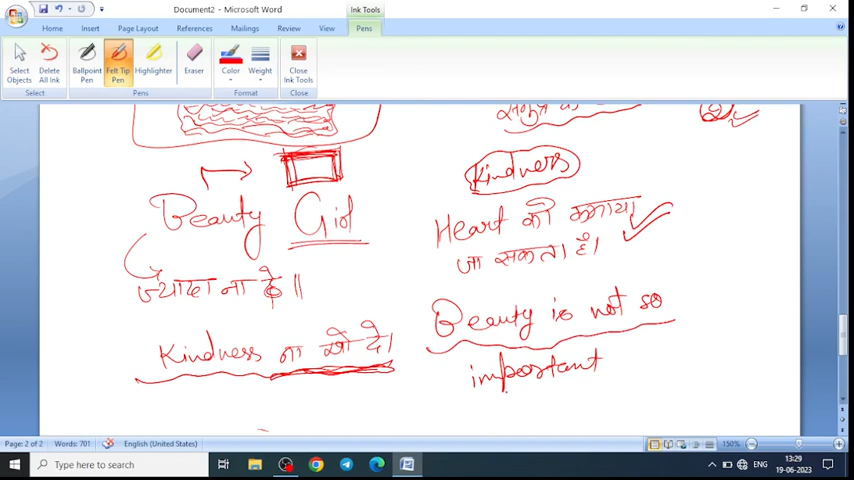 Document2 - Microsoft Word
Ink Tools
Home Insert Page Layout References Mailings Review View Pens
Select Objects
Delete All Ink
Ballpoint Pen
Felt Tip Pen
Highlighter
Eraser
Color
Weight
Close Ink Tools
Select
Pens
Format
Close
Kindness
Beauty Girl
Heart को कमाया
जा सकता है।
ज्यादा ना दे ||
Beauty is not so
important
Kindness ना खो दे।
Page: 2 of 2 Words: 701 English (United States) 150%
Type here to search
ENG
13:29
19-06-2023